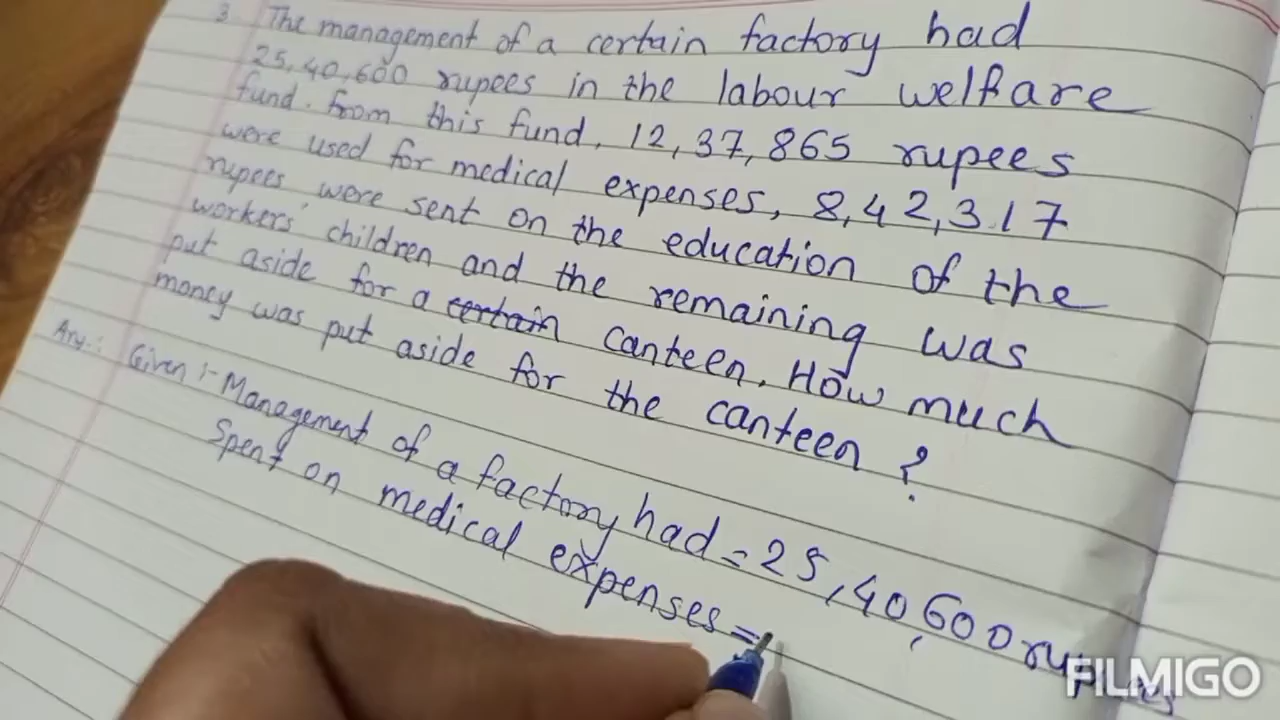 3 The management of a certain factory had
25,40,600 rupees in the labour welfare
fund. From this fund, 12,37,865 rupees
were used for medical expenses, 8,42,317
rupees were sent on the education of the
workers' children and the remaining was
put aside for a certain canteen. How much
money was put aside for the canteen?
Ans.: Given :- Management of a factory had = 25,40,600 rupees
Spent on medical expenses =
FILMIGO